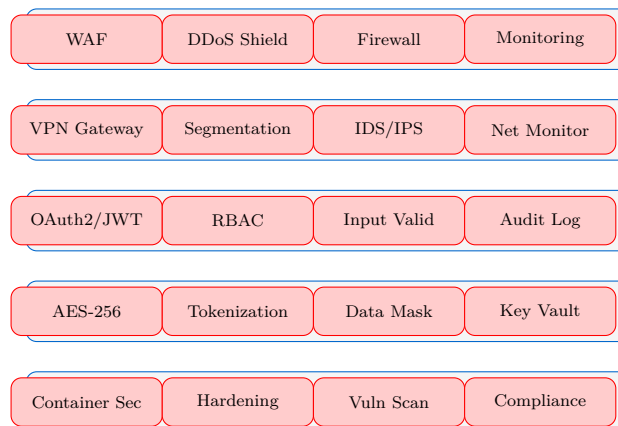 WAF DDoS Shield Firewall Monitoring
VPN Gateway Segmentation IDS/IPS Net Monitor
OAuth2/JWT RBAC Input Valid Audit Log
AES-256 Tokenization Data Mask Key Vault
Container Sec Hardening Vuln Scan Compliance